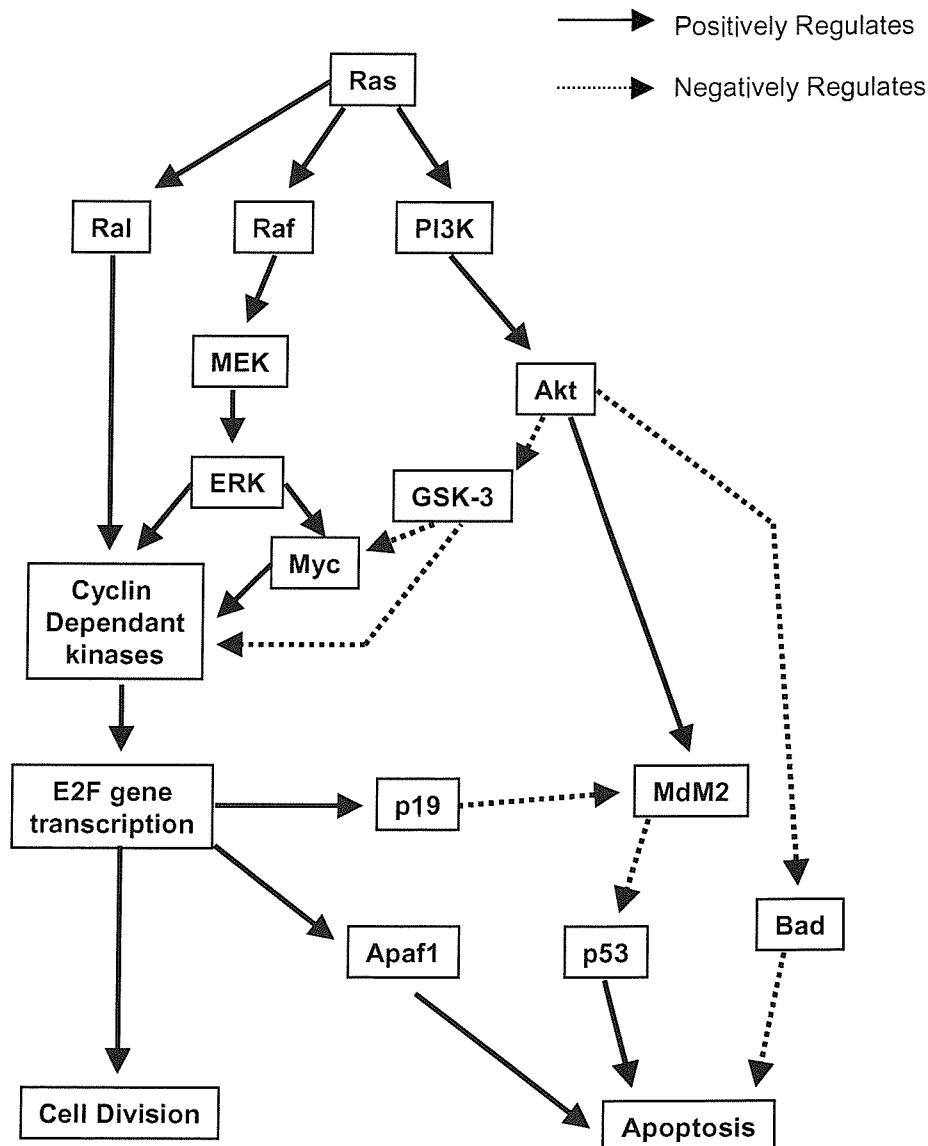 Positively Regulates
Negatively Regulates
Ras
Ral
Raf
PI3K
MEK
Akt
ERK
GSK-3
Myc
Cyclin
Dependant
kinases
E2F gene
transcription
p19
MdM2
Apaf1
p53
Bad
Cell Division
Apoptosis